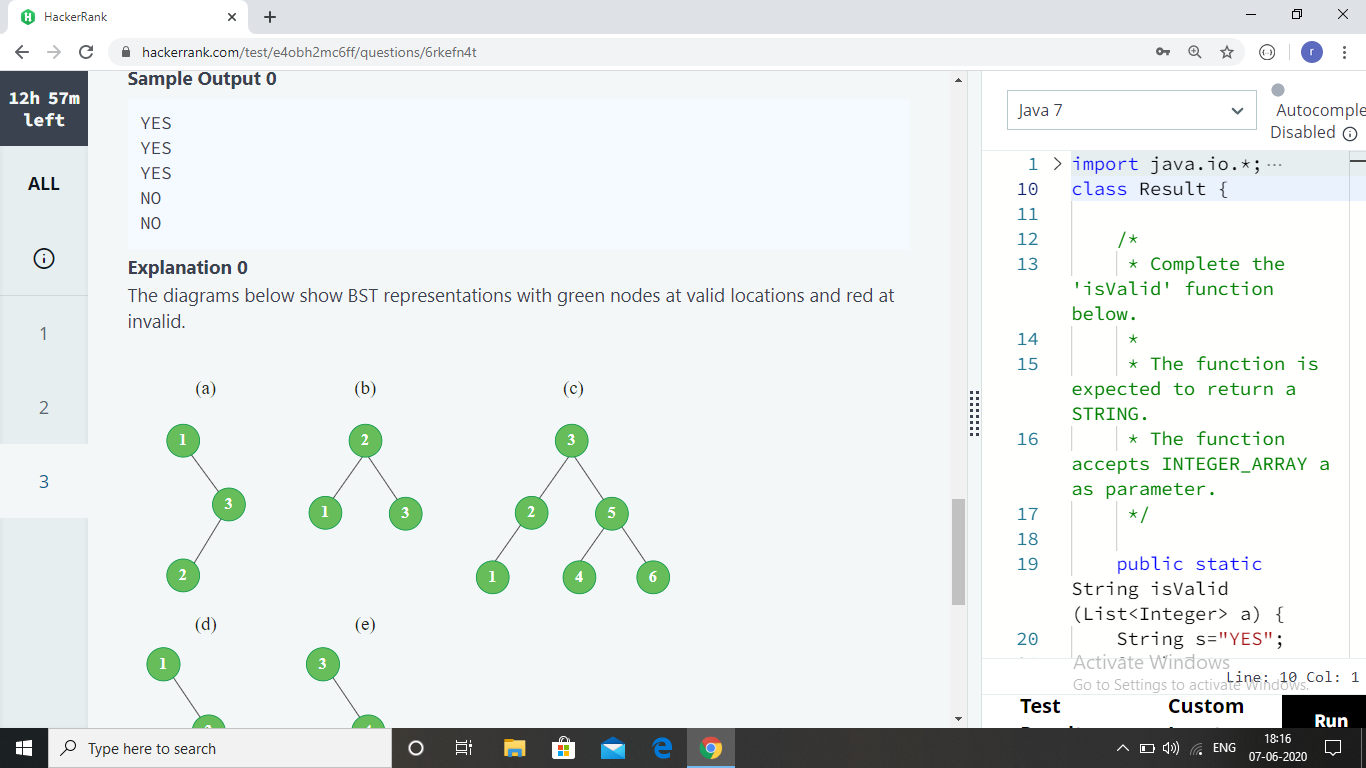 HackerRank
hackerrank.com/test/e4obh2mc6ff/questions/6rkefn4t
r
12h 57m
left
ALL
1
2
3
Sample Output 0
YES
YES
YES
NO
NO
Explanation 0
The diagrams below show BST representations with green nodes at valid locations and red at
invalid.
(a) (b) (c)
1 2 3
3 1 3 2 5
2 1 4 6
(d) (e)
1 3
Java 7
Autocomple
Disabled
1 import java.io.*;
10 class Result {
11
12 /*
13 * Complete the
'isValid' function
below.
14 *
15 * The function is
expected to return a
STRING.
16 * The function
accepts INTEGER_ARRAY a
as parameter.
17 */
18
19 public static
String isValid
(List<Integer> a) {
20 String s="YES";
Activate Windows
Go to Settings to activate Windows.
Line: 10 Col: 1
Test
Custom
Run
Type here to search
ENG
18:16
07-06-2020